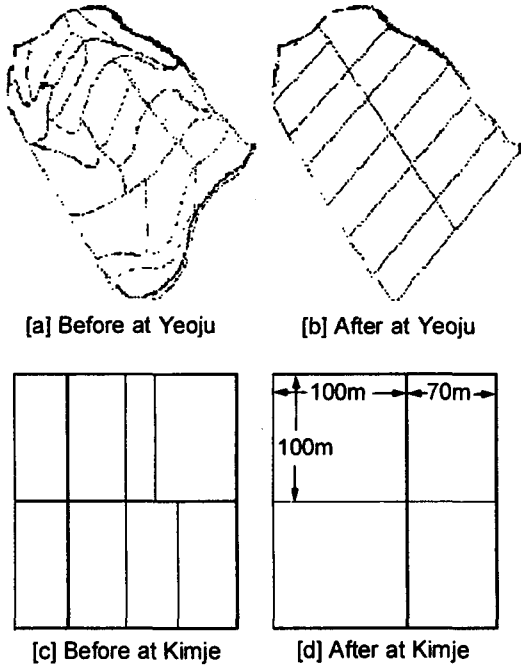 [a] Before at Yeoju
[b] After at Yeoju
100m
70m
100m
[c] Before at Kimje
[d] After at Kimje